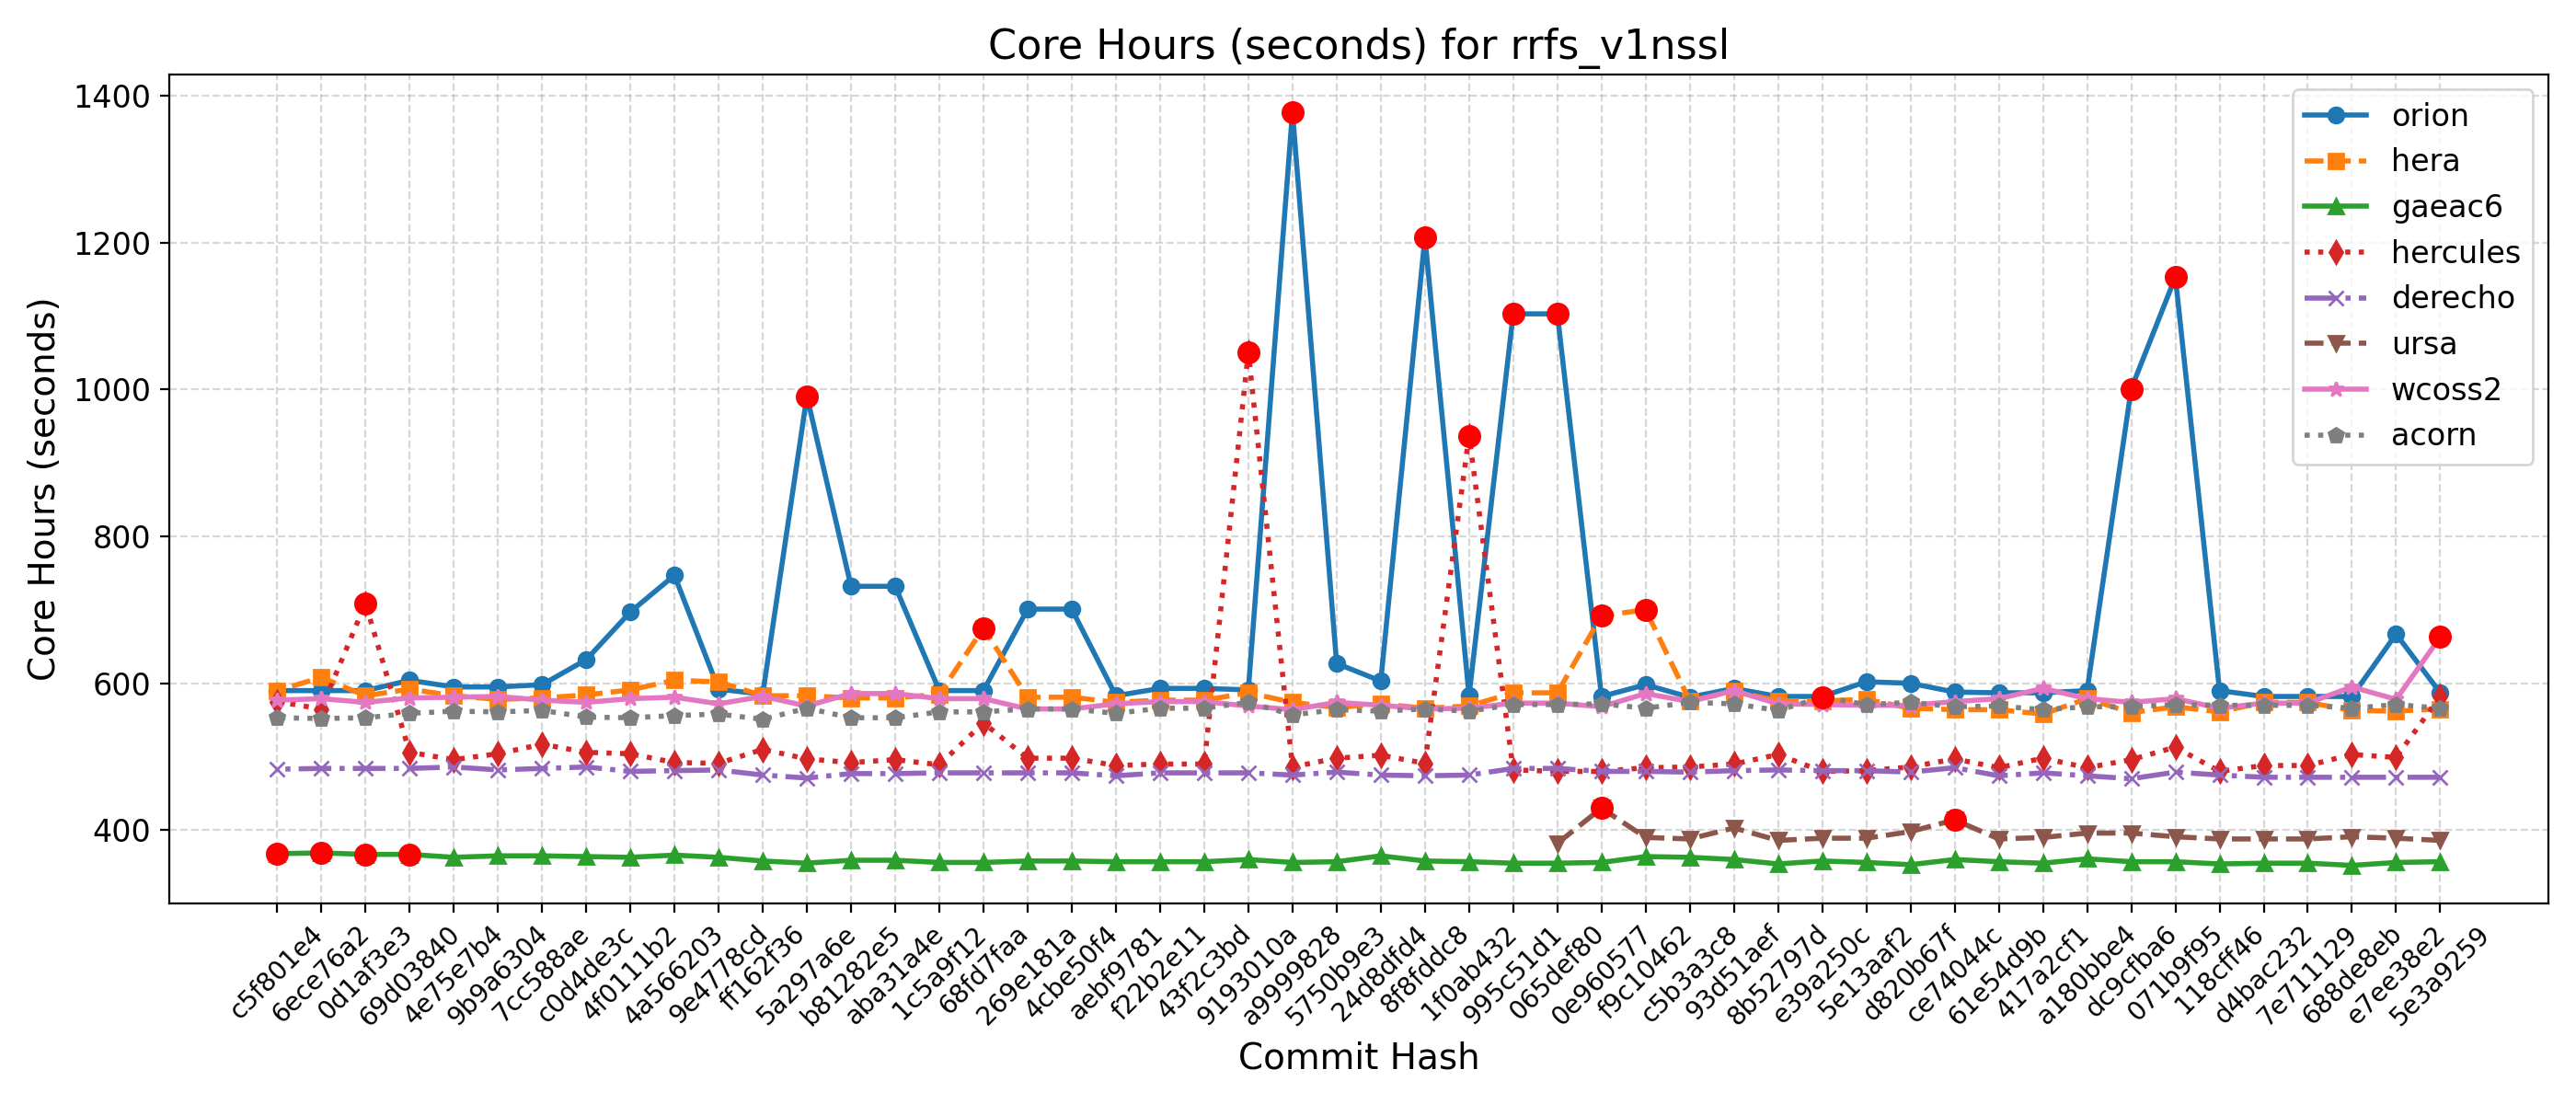 Core Hours (seconds) for rrfs_v1nssl
Core Hours (seconds)
1400
1200
1000
800
600
400
orion
hera
gaeac6
hercules
derecho
ursa
wcoss2
acorn
c5f801e4
6ece76a2
0d1af3e3
69d03840
4e75e7b4
9b9a6304
7cc588ae
c0d4de3c
4f0111b2
4a566203
9e4778cd
ff162f36
5a297a6e
b81282e5
aba31a4e
1c5a9f12
68fd7faa
269e181a
4cbe50f4
aebf9781
f22b2e11
43f2c3bd
9193010a
a9999828
5750b9e3
24d8dfd4
8f8fddc8
1f0ab432
995c51d1
065def80
0e960577
f9c10462
c5b3a3c8
93d51aef
8b52797d
e39a250c
5e13aaf2
d820b67f
ce74044c
61e54d9b
417a2cf1
a180bbe4
dc9cfba6
071b9f95
118cff46
d4bac232
7e711129
688de8eb
e7ee38e2
5e3a9259
Commit Hash